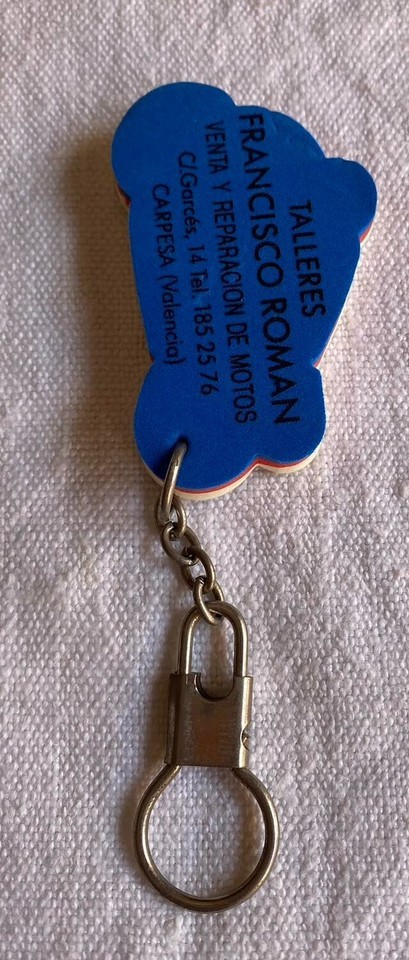 TALLERES
FRANCISCO ROMAN
VENTA Y REPARACION DE MOTOS
C/.Garcés, 14 Tel. 185 25 76
CARPESA (Valencia)